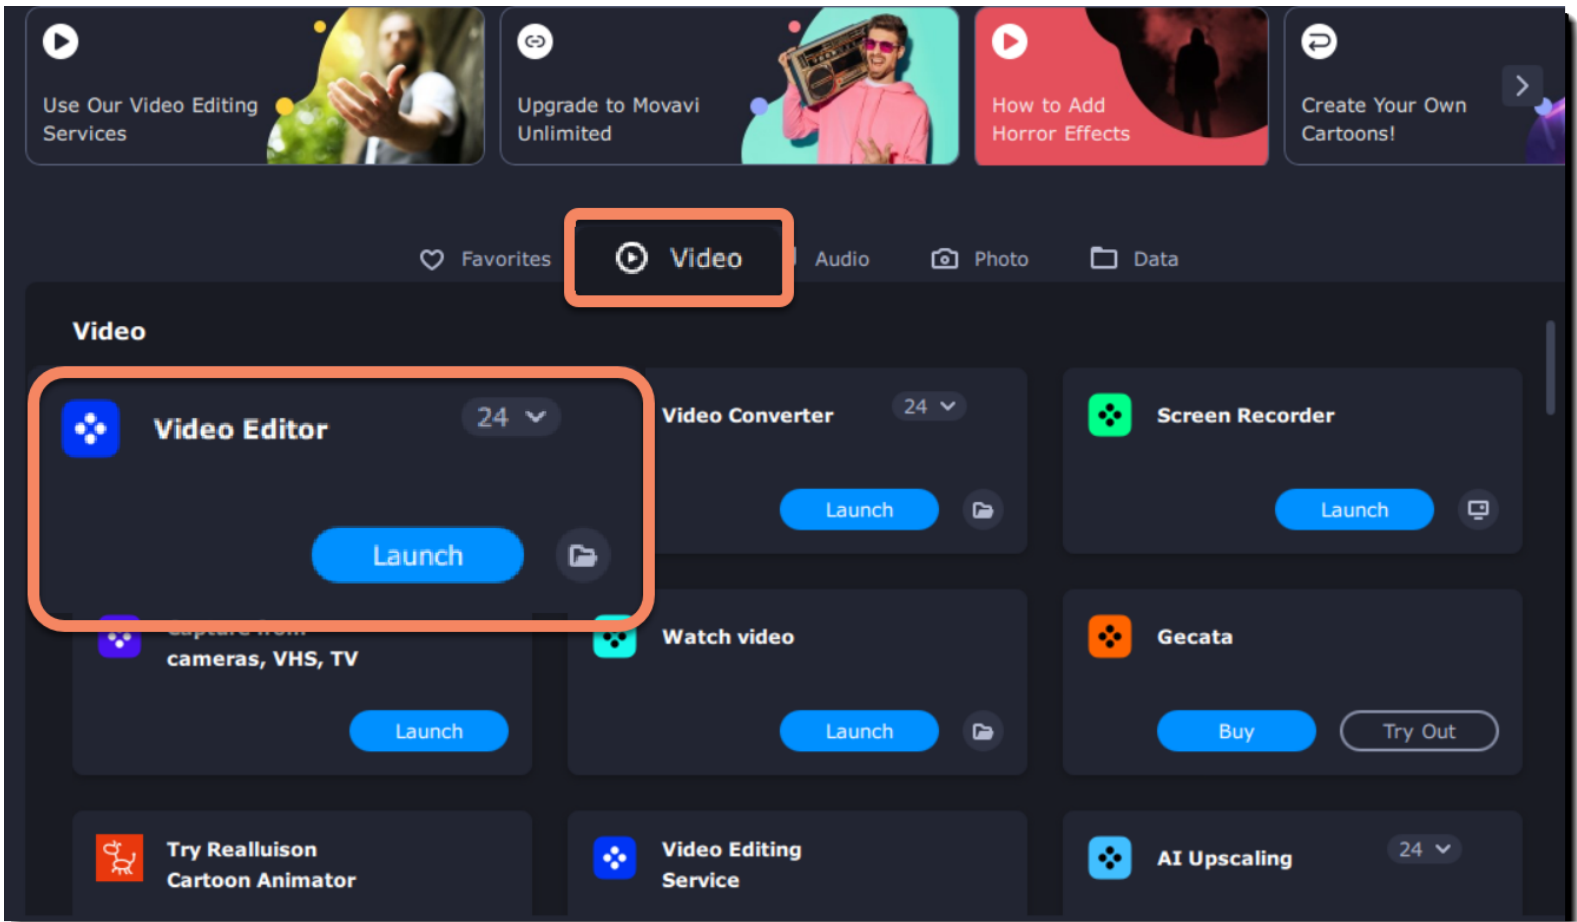 Use Our Video Editing
Services
Upgrade to Movavi
Unlimited
How to Add
Horror Effects
Create Your Own
Cartoons!
Favorites
Video
Audio
Photo
Data
Video
Video Editor
24
Launch
Video Converter
24
Launch
Screen Recorder
Launch
Capture from
cameras, VHS, TV
Launch
Watch video
Launch
Gecata
Buy
Try Out
Try Realluison
Cartoon Animator
Video Editing
Service
AI Upscaling
24